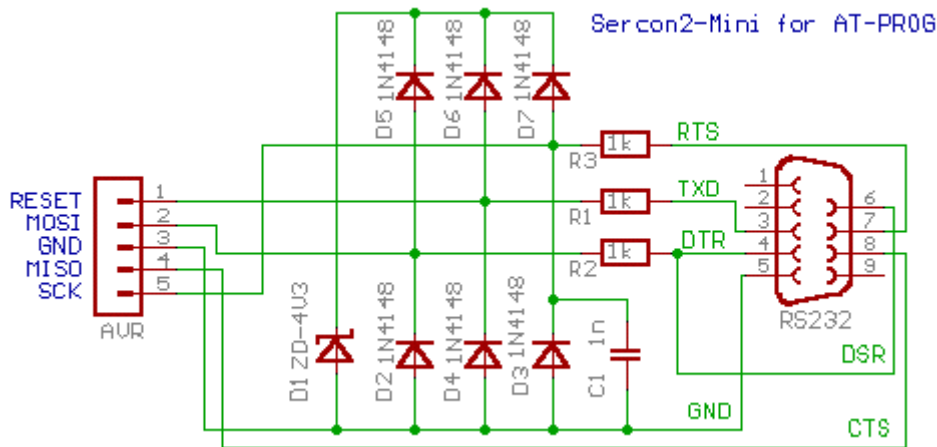 Sercon2-Mini for AT-PROG
D5 1N4148
D6 1N4148
D7 1N4148
RTS
R3 1k
TXD
R1 1k
DTR
R2 1k
RESET 1
MOSI 2
GND 3
MISO 4
SCK 5
AVR
1
2
3
4
5
6
7
8
9
RS232
D1 ZD-4V3
D2 1N4148
D4 1N4148
D3 1N4148
C1 1n
DSR
GND
CTS